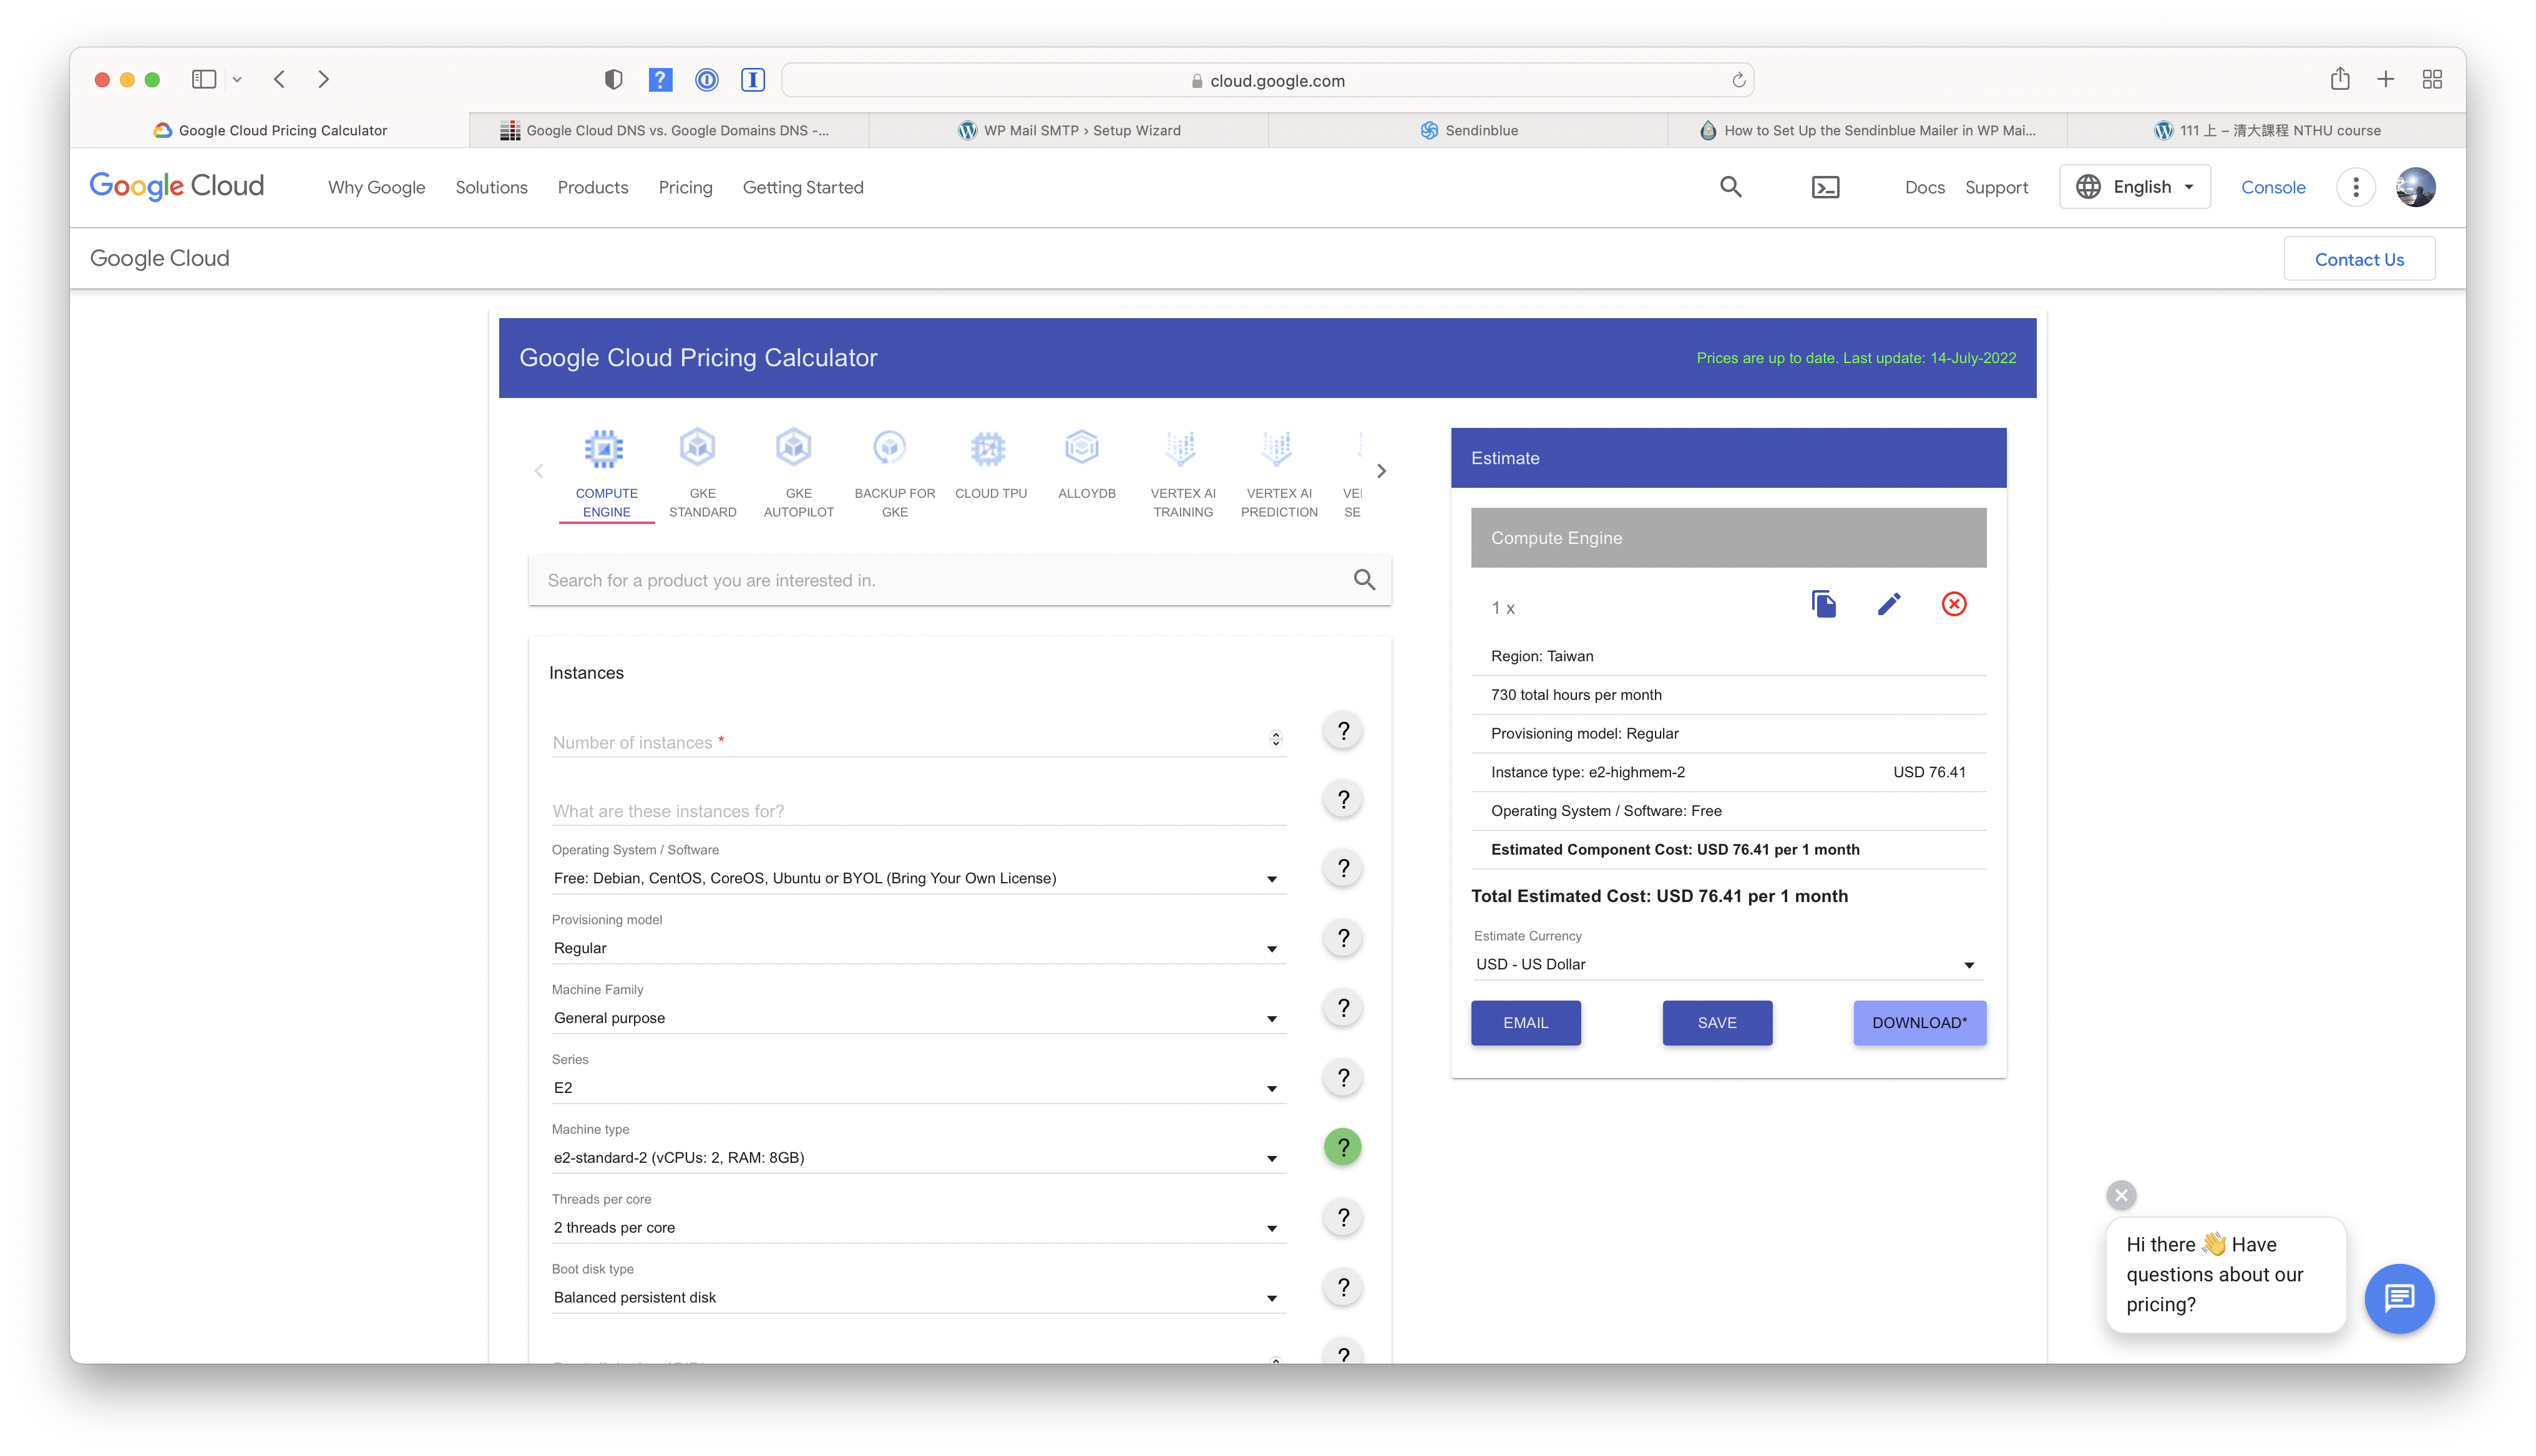 cloud.google.com
Google Cloud Pricing Calculator
Google Cloud DNS vs. Google Domains DNS -...
WP Mail SMTP › Setup Wizard
Sendinblue
How to Set Up the Sendinblue Mailer in WP Mai...
111 上 – 清大課程 NTHU course
Google Cloud
Why Google
Solutions
Products
Pricing
Getting Started
Docs
Support
English
Console
Google Cloud
Contact Us
Google Cloud Pricing Calculator
Prices are up to date. Last update: 14-July-2022
COMPUTE
ENGINE
GKE
STANDARD
GKE
AUTOPILOT
BACKUP FOR
GKE
CLOUD TPU
ALLOYDB
VERTEX AI
TRAINING
VERTEX AI
PREDICTION
Search for a product you are interested in.
Instances
Number of instances *
?
What are these instances for?
?
Operating System / Software
Free: Debian, CentOS, CoreOS, Ubuntu or BYOL (Bring Your Own License)
?
Provisioning model
Regular
?
Machine Family
General purpose
?
Series
E2
?
Machine type
e2-standard-2 (vCPUs: 2, RAM: 8GB)
?
Threads per core
2 threads per core
?
Boot disk type
Balanced persistent disk
?
?
Estimate
Compute Engine
1 x
Region: Taiwan
730 total hours per month
Provisioning model: Regular
Instance type: e2-highmem-2 USD 76.41
Operating System / Software: Free
Estimated Component Cost: USD 76.41 per 1 month
Total Estimated Cost: USD 76.41 per 1 month
Estimate Currency
USD - US Dollar
EMAIL
SAVE
DOWNLOAD*
Hi there 👋 Have
questions about our
pricing?